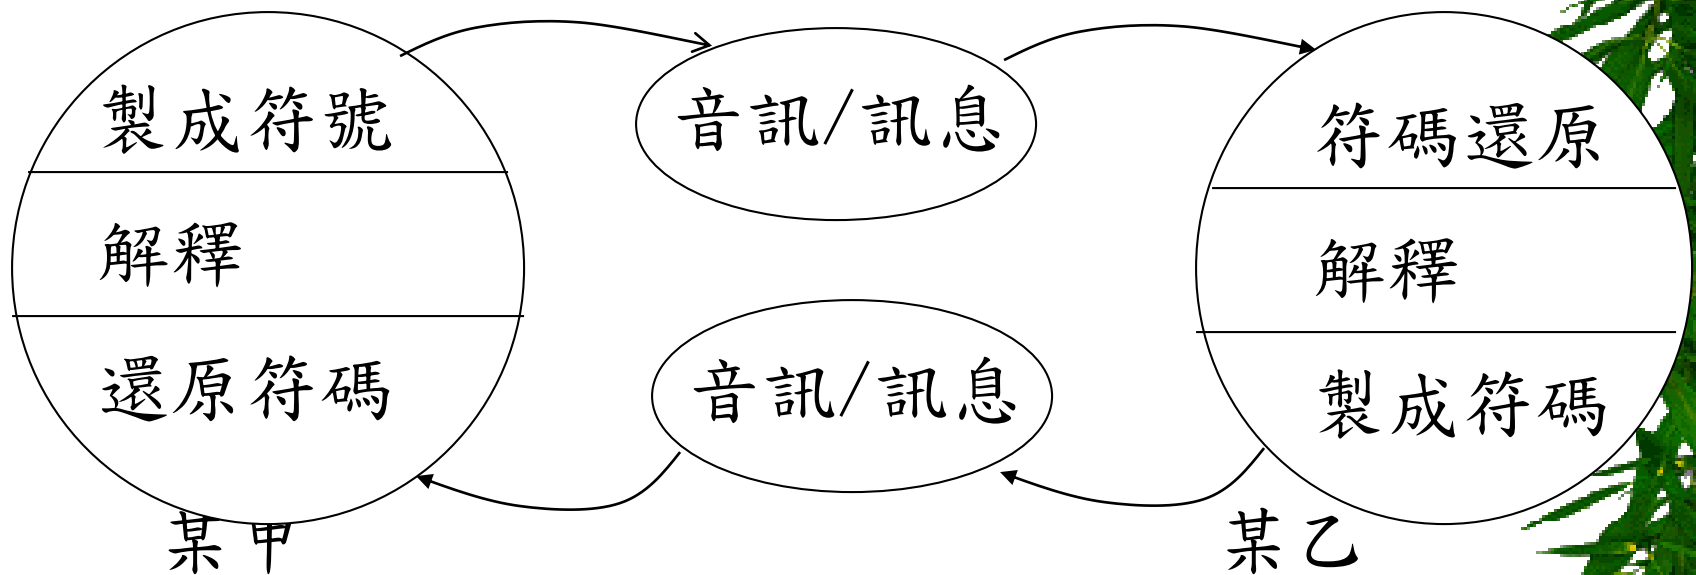 製成符號
解釋
還原符碼
某甲
音訊/訊息
音訊/訊息
符碼還原
解釋
製成符碼
某乙